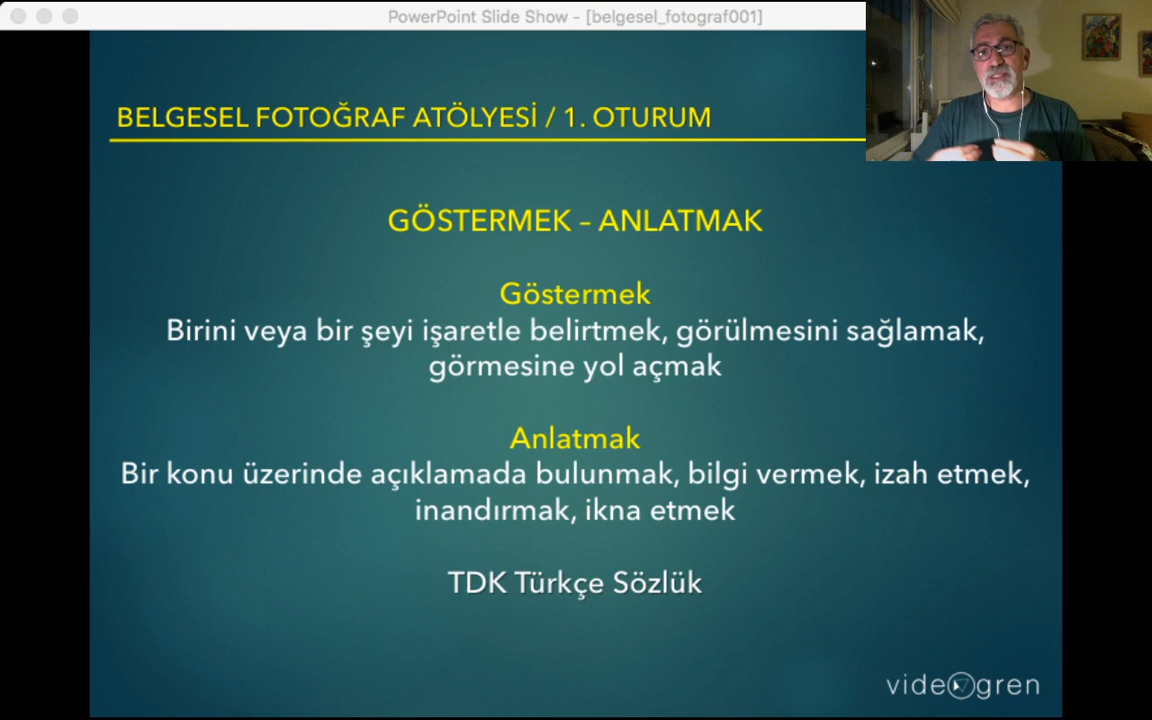 PowerPoint Slide Show - [belgesel_fotograf001]
BELGESEL FOTOĞRAF ATÖLYESİ / 1. OTURUM
GÖSTERMEK – ANLATMAK
Göstermek
Birini veya bir şeyi işaretle belirtmek, görülmesini sağlamak,
görmesine yol açmak
Anlatmak
Bir konu üzerinde açıklamada bulunmak, bilgi vermek, izah etmek,
inandırmak, ikna etmek
TDK Türkçe Sözlük
videogren